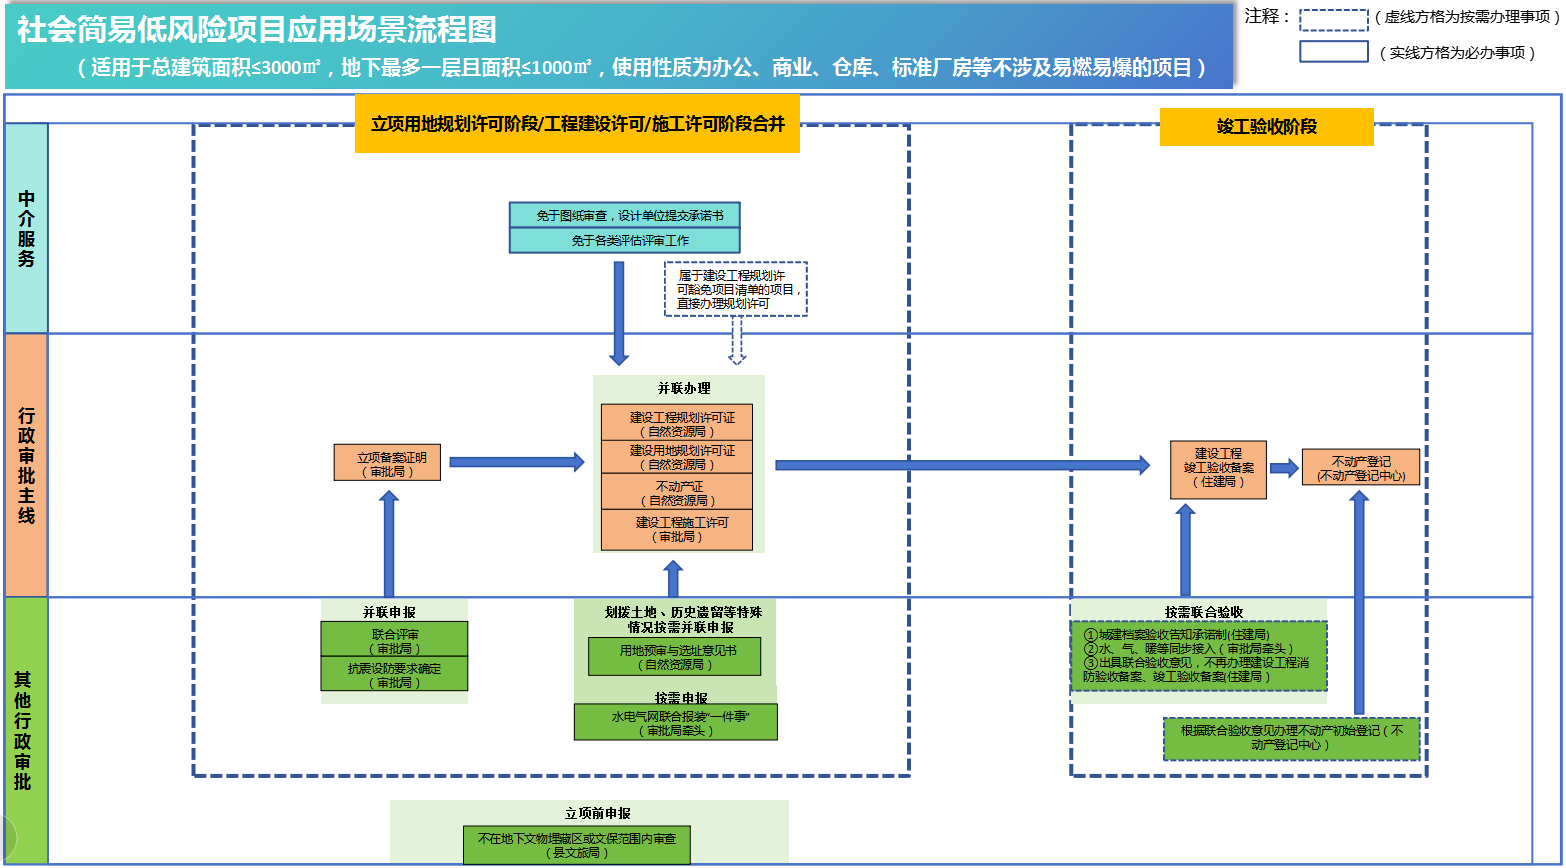 社会简易低风险项目应用场景流程图
（适用于总建筑面积≤3000㎡，地下最多一层且面积≤1000㎡，使用性质为办公、商业、仓库、标准厂房等不涉及易燃易爆的项目）
注释：
（虚线方格为按需办理事项）
（实线方格为必办事项）
立项用地规划许可阶段/工程建设许可/施工许可阶段合并
竣工验收阶段
中介服务
免于图纸审查，设计单位提交承诺书
免于各类评估评审工作
属于建设工程规划许
可豁免项目清单的项目，
直接办理规划许可
行政审批主线
立项备案证明
（审批局）
并联办理
建设工程规划许可证
（自然资源局）
建设用地规划许可证
（自然资源局）
不动产证
（自然资源局）
建设工程施工许可
（审批局）
建设工程
竣工验收备案
（住建局）
不动产登记
(不动产登记中心)
其他行政审批
并联申报
联合评审
（审批局）
抗震设防要求确定
（审批局）
划拨土地、历史遗留等特殊
情况按需并联申报
用地预审与选址意见书
（自然资源局）
按需申报
水电气网联合报装“一件事”
（审批局牵头）
按需联合验收
①城建档案验收告知承诺制(住建局)
②水、气、暖等同步接入（审批局牵头）
③出具联合验收意见，不再办理建设工程消
防验收备案、竣工验收备案(住建局）
根据联合验收意见办理不动产初始登记（不
动产登记中心）
立项前申报
不在地下文物埋藏区或文保范围内审查
（县文旅局）